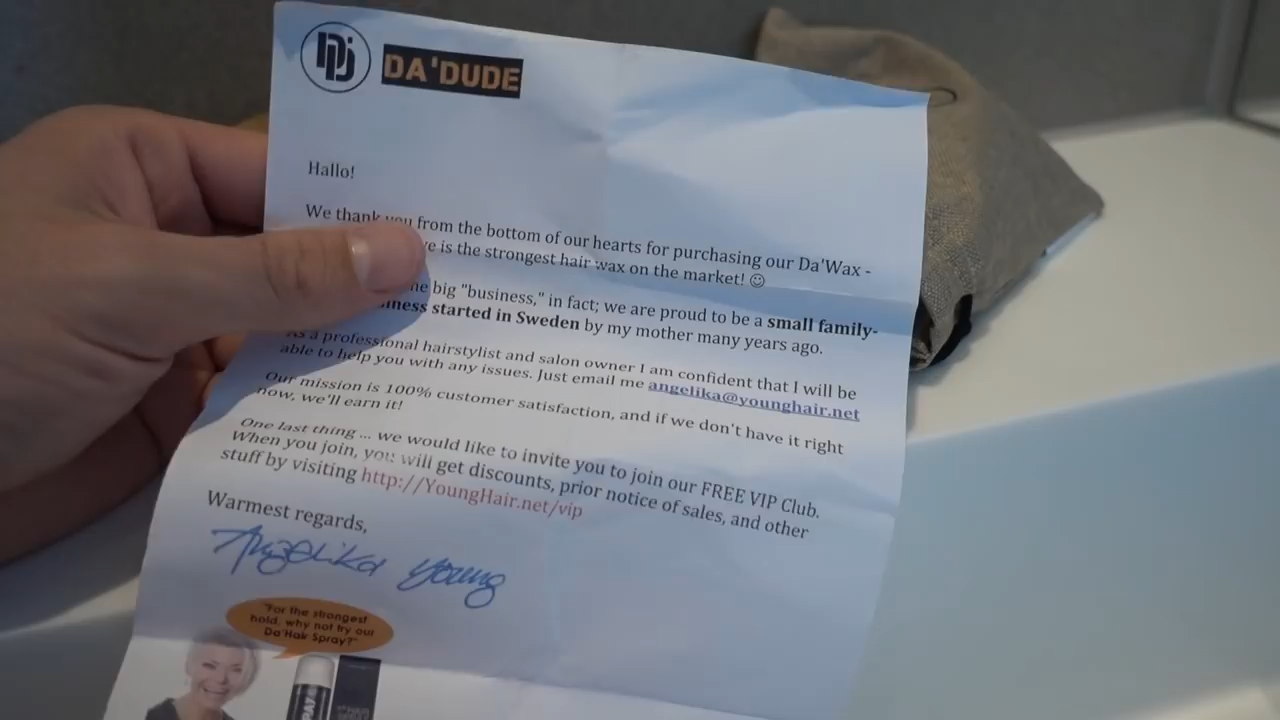 DA'DUDE
Hallo!
We thank you from the bottom of our hearts for purchasing our Da'Wax -
is the strongest hair wax on the market! ☺
big "business," in fact; we are proud to be a small family-
started in Sweden by my mother many years ago.
As a professional hairstylist and salon owner I am confident that I will be
able to help you with any issues. Just email me angelika@younghair.net
Our mission is 100% customer satisfaction, and if we don't have it right
now, we'll earn it!
One last thing ... we would like to invite you to join our FREE VIP Club.
When you join, you will get discounts, prior notice of sales, and other
stuff by visiting http://YoungHair.net/vip
Warmest regards,
Angelika Young
"For the strongest
hold, why not try our
Da'Hair Spray?"